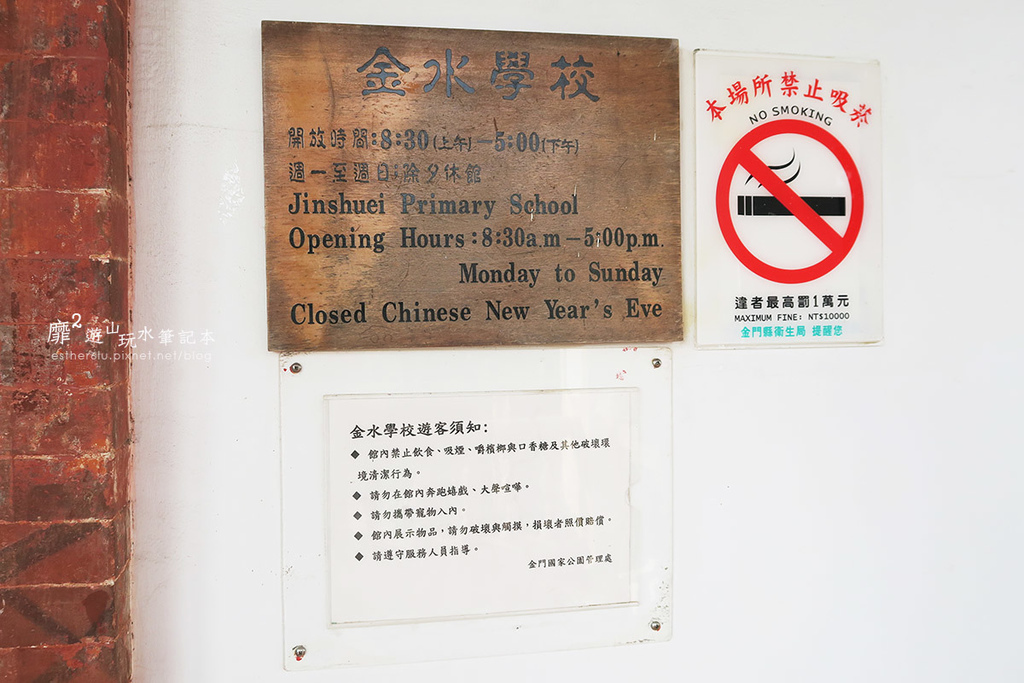 金水學校
開放時間:8:30(上午)—5:00(下午)
週一至週日 除夕休館
Jinshuei Primary School
Opening Hours:8:30a.m—5:00p.m.
Monday to Sunday
Closed Chinese New Year's Eve
本場所禁止吸菸
NO SMOKING
違者最高罰1萬元
MAXIMUM FINE: NT$10000
金門縣衛生局 提醒您
金水學校遊客須知:
◆ 館內禁止飲食、吸煙、嚼檳榔與口香糖及其他破壞環
境清潔行為。
◆ 請勿在館內奔跑嬉戲、大聲喧嘩。
◆ 請勿攜帶寵物入內。
◆ 館內展示物品,請勿破壞與觸摸,損壞者照價賠償。
◆ 請遵守服務人員指導。
金門國家公園管理處
靡2遊山玩水筆記本
estherstu.pixnet.net/blog